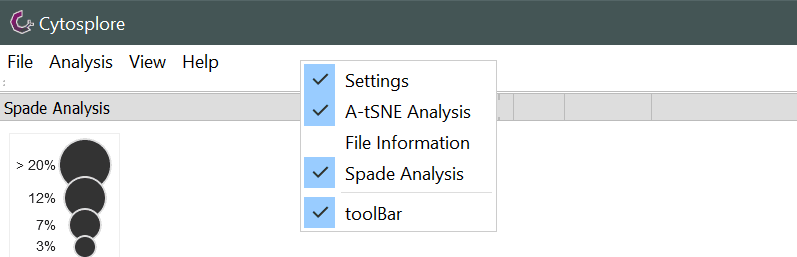 Cytosplore
File Analysis View Help
Settings
A-tSNE Analysis
File Information
Spade Analysis
toolBar
Spade Analysis
> 20%
12%
7%
3%